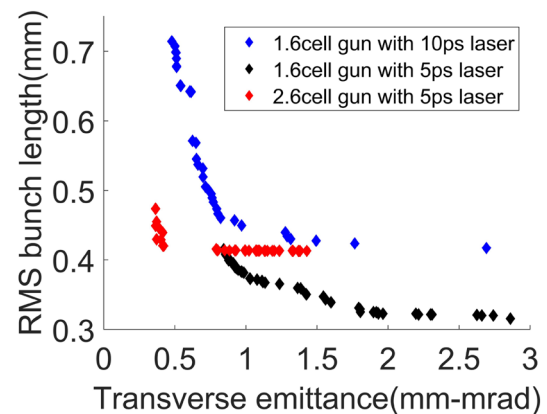 RMS bunch length(mm)
0.7
0.6
0.5
0.4
0.3
1.6cell gun with 10ps laser
1.6cell gun with 5ps laser
2.6cell gun with 5ps laser
0 0.5 1 1.5 2 2.5 3
Transverse emittance(mm-mrad)